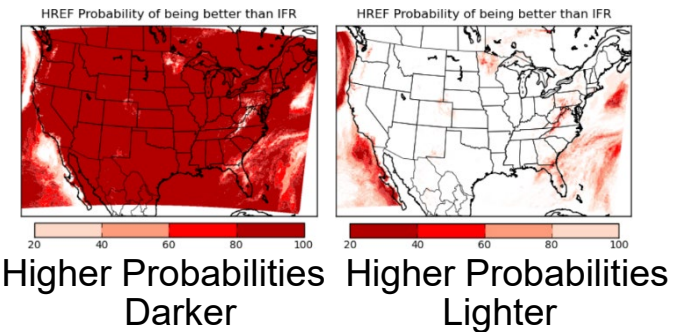 HREF Probability of being better than IFR
HREF Probability of being better than IFR
20 40 60 80 100
20 40 60 80 100
Higher Probabilities
Darker
Higher Probabilities
Lighter